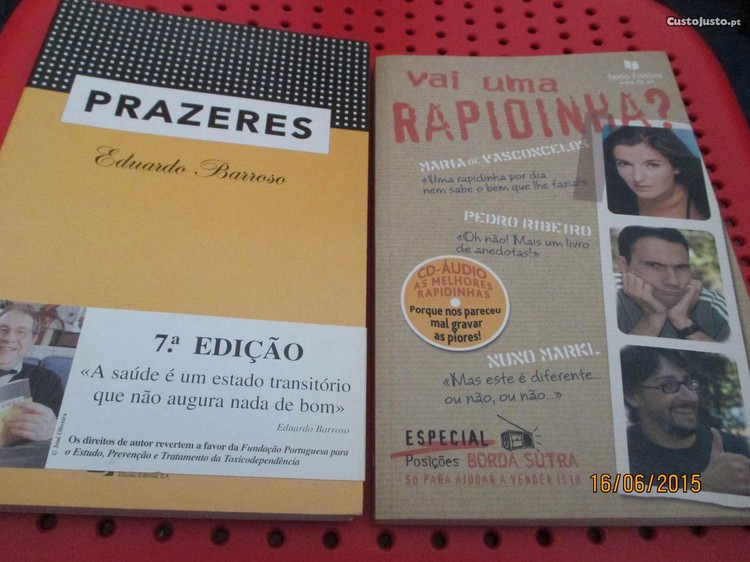 CustoJusto.pt
PRAZERES
Eduardo Barroso
7.ª EDIÇÃO
«A saúde é um estado transitório
que não augura nada de bom»
Eduardo Barroso
Os direitos de autor revertem a favor da Fundação Portuguesa para
o Estudo, Prevenção e Tratamento da Toxicodependência
© José Oliveira
vai uma
RAPIDINHA?
MARIA DE VASCONCELOS
«Uma rapidinha por dia
nem sabe o bem que lhe fazia!»
PEDRO RIBEIRO
«Oh não! Mais um livro
de anedotas!»
CD-ÁUDIO
AS MELHORES
RAPIDINHAS
Porque nos pareceu
mal gravar
as piores!
NUNO MARKL
«Mas este é diferente...
ou não, ou não...»
ESPECIAL
Posições BORDA SUTRA
SÓ PARA AJUDAR A VENDER ISTO
16/06/2015